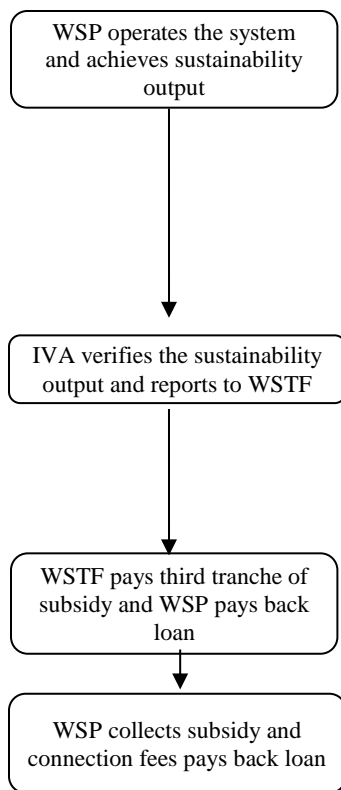 WSP operates the system
and achieves sustainability
output
IVA verifies the sustainability
output and reports to WSTF
WSTF pays third tranche of
subsidy and WSP pays back
loan
WSP collects subsidy and
connection fees pays back loan